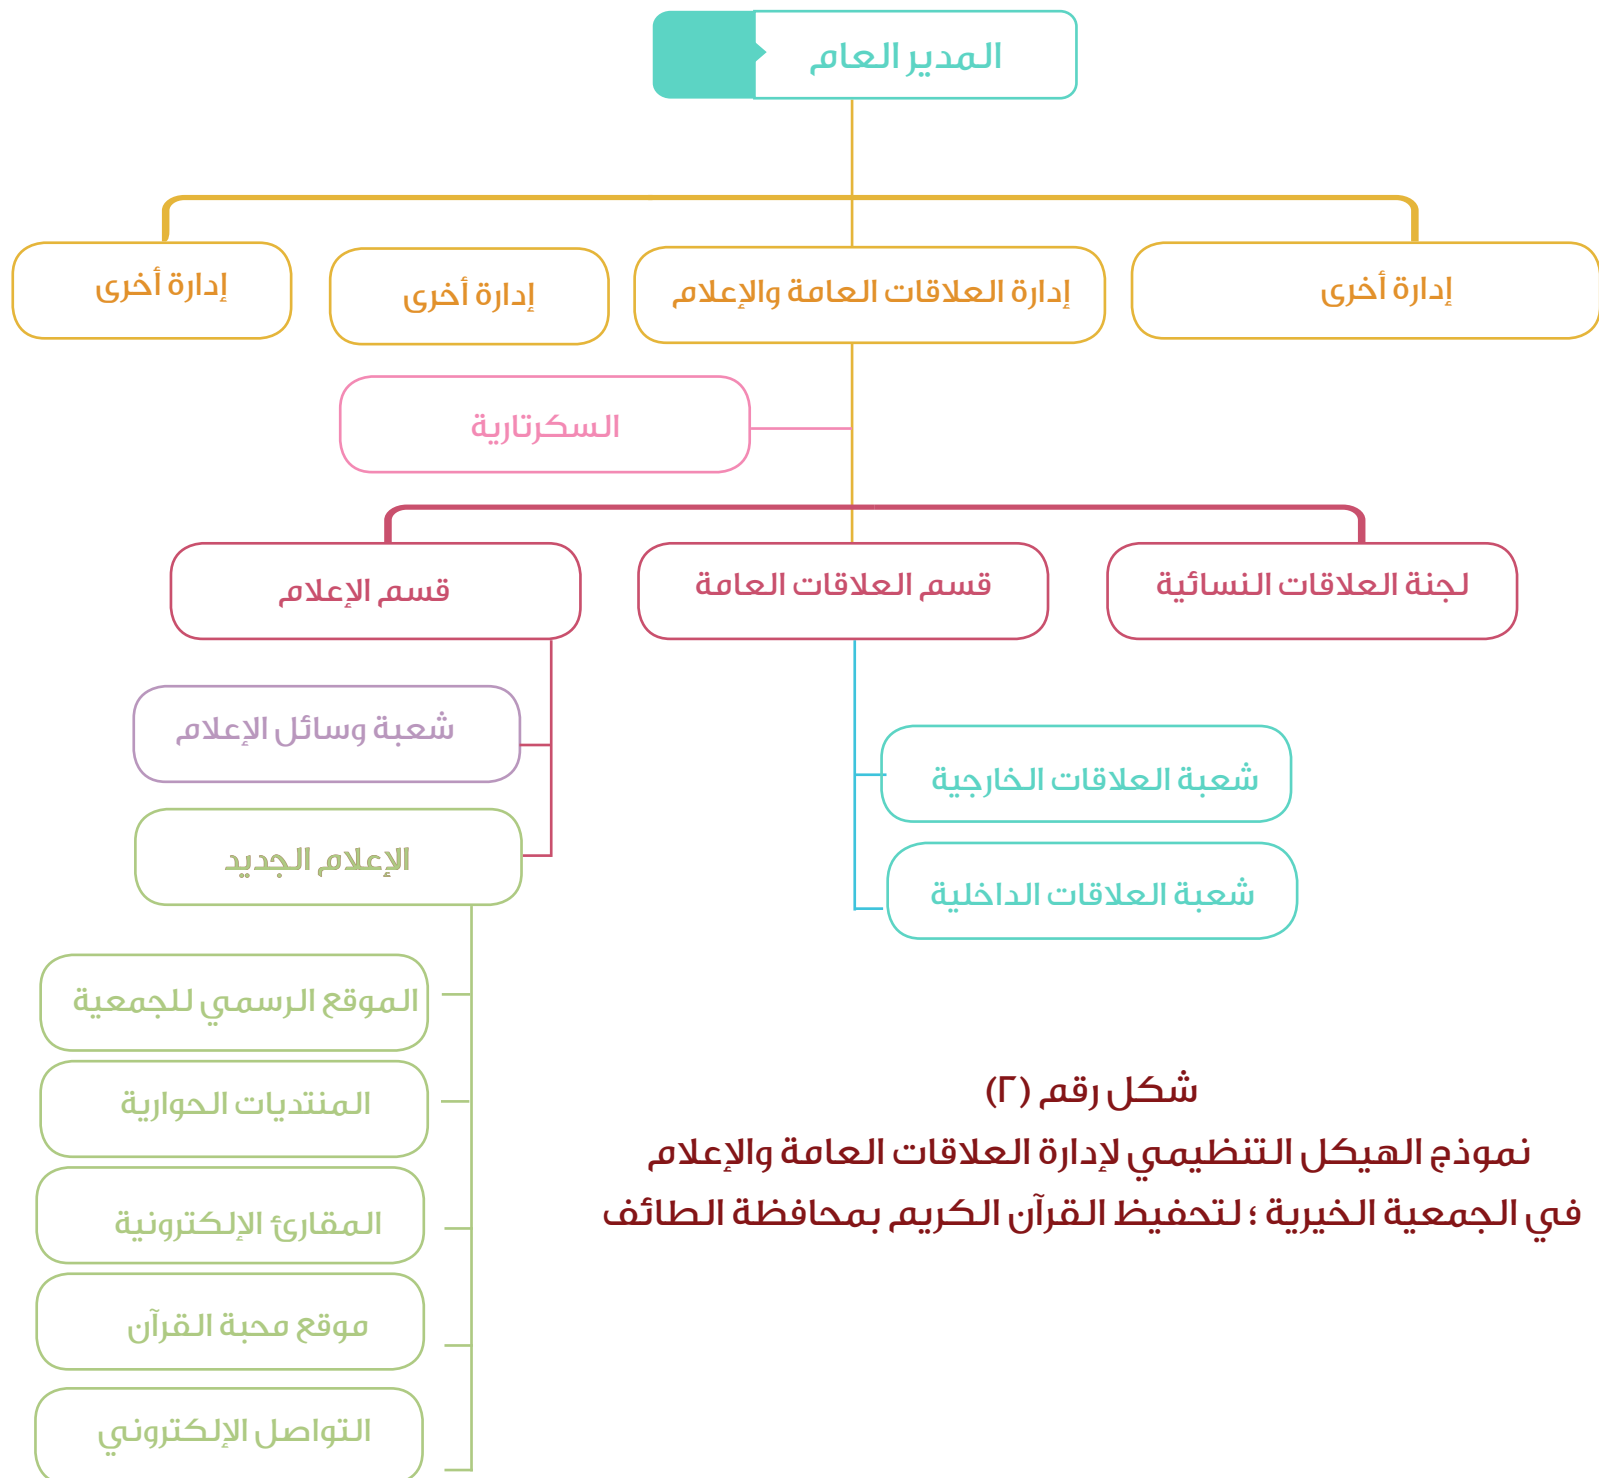 المدير العام
إدارة أخرى
إدارة العلاقات العامة والإعلام
إدارة أخرى
إدارة أخرى
السكرتارية
لجنة العلاقات النسائية
قسم العلاقات العامة
قسم الإعلام
شعبة العلاقات الخارجية
شعبة العلاقات الداخلية
شعبة وسائل الإعلام
الإعلام الجديد
الموقع الرسمي للجمعية
المنتديات الحوارية
المقارئ الإلكترونية
موقع محبة القرآن
التواصل الإلكتروني
شكل رقم (٢)
نموذج الهيكل التنظيمي لإدارة العلاقات العامة والإعلام
في الجمعية الخيرية ؛ لتحفيظ القرآن الكريم بمحافظة الطائف